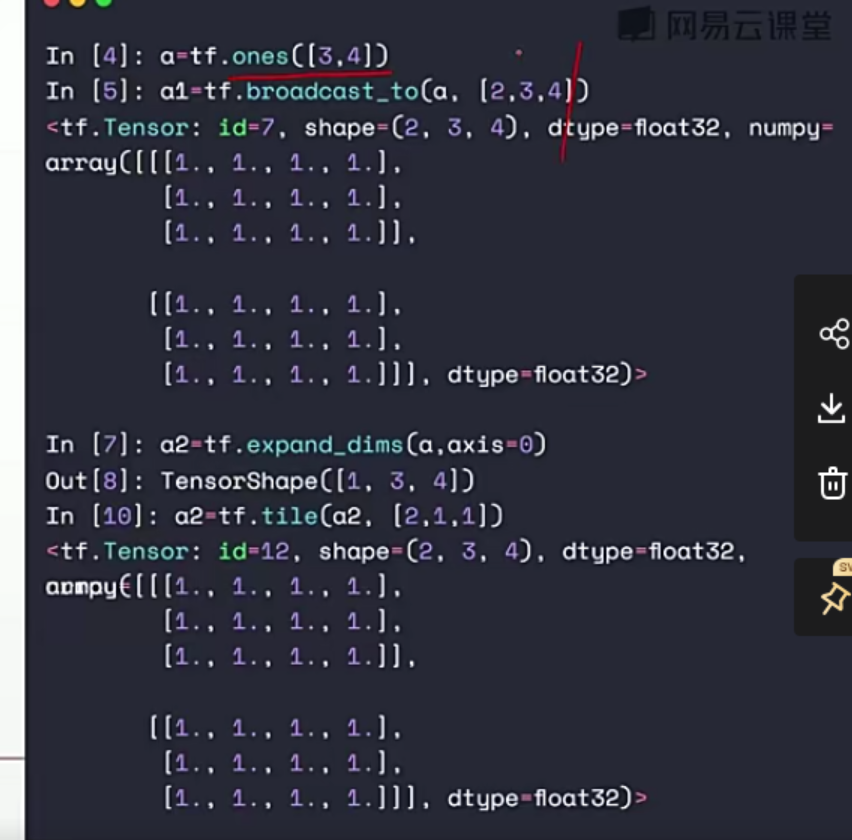 网易云课堂
In [4]: a=tf.ones([3,4])
In [5]: a1=tf.broadcast_to(a, [2,3,4])
<tf.Tensor: id=7, shape=(2, 3, 4), dtype=float32, numpy=
array([[[1., 1., 1., 1.],
[1., 1., 1., 1.],
[1., 1., 1., 1.]],
[[1., 1., 1., 1.],
[1., 1., 1., 1.],
[1., 1., 1., 1.]]], dtype=float32)>
In [7]: a2=tf.expand_dims(a,axis=0)
Out[8]: TensorShape([1, 3, 4])
In [10]: a2=tf.tile(a2, [2,1,1])
<tf.Tensor: id=12, shape=(2, 3, 4), dtype=float32,
[[[1., 1., 1., 1.],
[1., 1., 1., 1.],
[1., 1., 1., 1.]],
[[1., 1., 1., 1.],
[1., 1., 1., 1.],
[1., 1., 1., 1.]]], dtype=float32)>